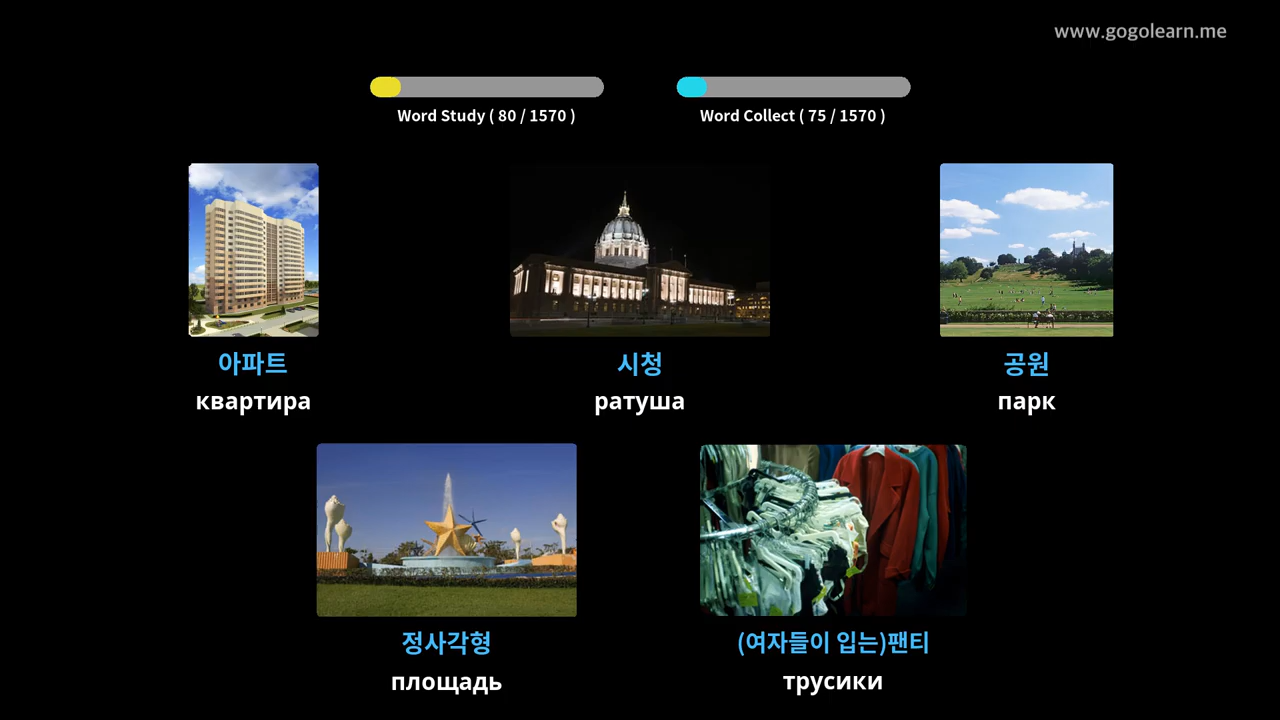 www.gogolearn.me
Word Study ( 80 / 1570 )
Word Collect ( 75 / 1570 )
아파트
квартира
시청
ратуша
공원
парк
정사각형
площадь
(여자들이 입는)팬티
трусики